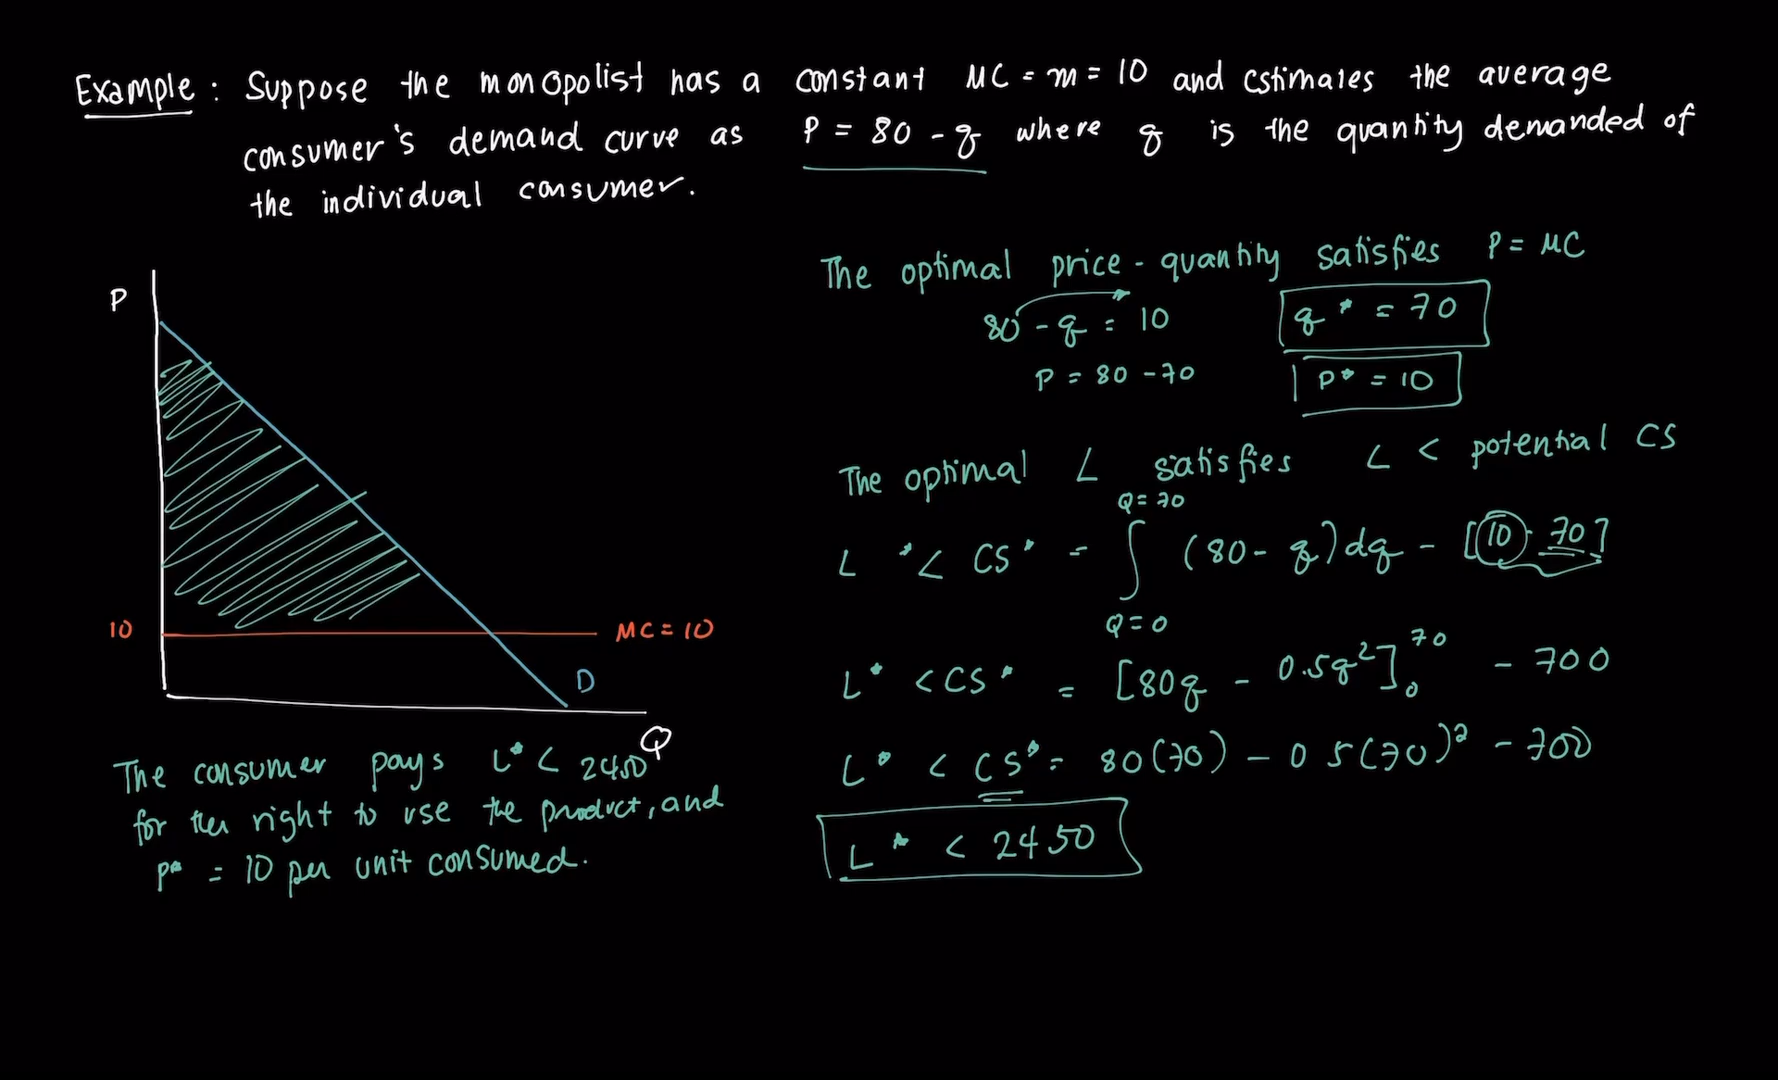 Example: Suppose the monopolist has a constant MC = m = 10 and estimates the average
consumer's demand curve as P = 80 - q where q is the quantity demanded of
the individual consumer.
P
10
MC = 10
D
Q
The consumer pays L* < 2450
for the right to use the product, and
P* = 10 per unit consumed.
The optimal price-quantity satisfies P = MC
80 - q = 10
q* = 70
P = 80 - 70
P* = 10
The optimal L satisfies L < potential CS
Q = 70
L* < CS* = ∫ (80 - q)dq - [10 · 70]
Q = 0
L* < CS* = [80q - 0.5q²]₀⁷⁰ - 700
L* < CS* = 80(70) - 0.5(70)² - 700
L* < 2450